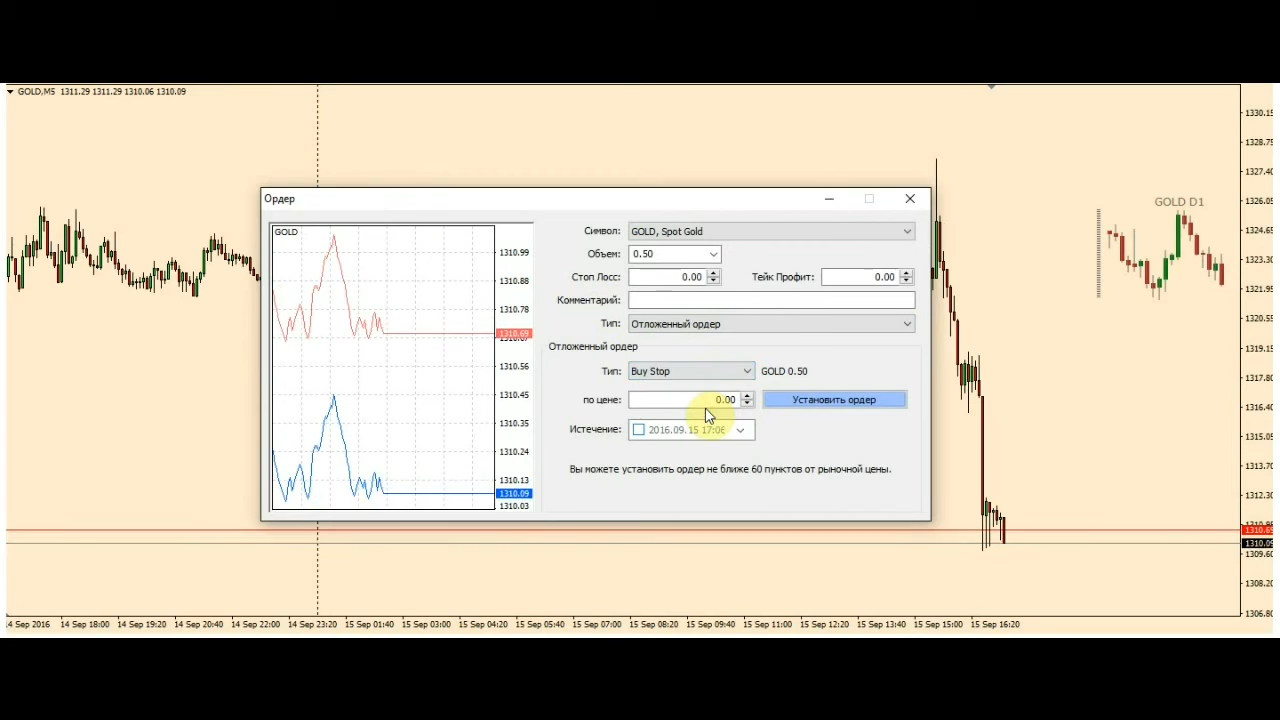 GOLD,M5 1311.29 1311.29 1310.06 1310.09
GOLD D1
1330.15
1328.75
1327.40
1326.05
1324.65
1323.30
1321.95
1320.55
1319.15
1317.80
1316.40
1315.05
1313.70
1312.30
1310.09
1309.60
1308.20
1306.80
Ордер
GOLD
1310.99
1310.88
1310.78
1310.69
1310.56
1310.45
1310.35
1310.24
1310.13
1310.09
1310.03
Символ: GOLD, Spot Gold
Объем: 0.50
Стоп Лосс: 0.00 Тейк Профит: 0.00
Комментарий:
Тип: Отложенный ордер
Отложенный ордер
Тип: Buy Stop GOLD 0.50
по цене: 0.00 Установить ордер
Истечение: 2016.09.15 17:06
Вы можете установить ордер не ближе 60 пунктов от рыночной цены.
14 Sep 2016 14 Sep 18:00 14 Sep 19:20 14 Sep 20:40 14 Sep 22:00 14 Sep 23:20 15 Sep 01:40 15 Sep 03:00 15 Sep 04:20 15 Sep 05:40 15 Sep 07:00 15 Sep 08:20 15 Sep 09:40 15 Sep 11:00 15 Sep 12:20 15 Sep 13:40 15 Sep 15:00 15 Sep 16:20